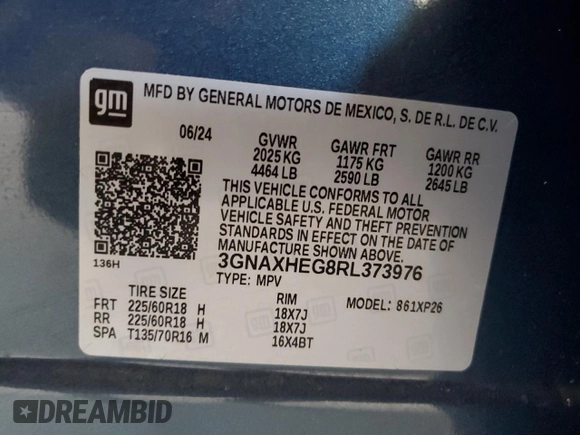 gm
MFD BY GENERAL MOTORS DE MEXICO, S. DE R.L. DE C.V.
06/24 GVWR GAWR FRT GAWR RR
2025 KG 1175 KG 1200 KG
4464 LB 2590 LB 2645 LB
THIS VEHICLE CONFORMS TO ALL
APPLICABLE U.S. FEDERAL MOTOR
VEHICLE SAFETY AND THEFT PREVENTION
STANDARDS IN EFFECT ON THE DATE OF
MANUFACTURE SHOWN ABOVE.
3GNAXHEG8RL373976
136H
TYPE: MPV
TIRE SIZE RIM MODEL: 861XP26
FRT 225/60R18 H 18X7J
RR 225/60R18 H 18X7J
SPA T135/70R16 M 16X4BT
DREAMBID